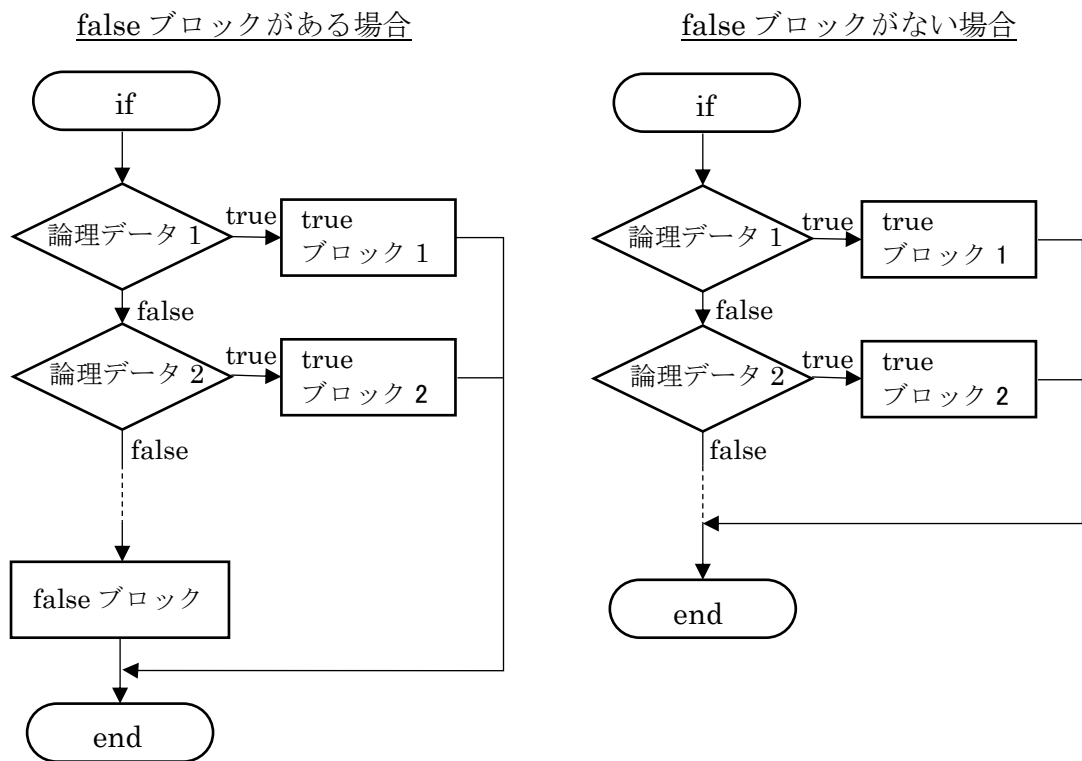 false ブロックがある場合
if
論理データ 1
true
true
ブロック 1
false
論理データ 2
true
true
ブロック 2
false
false ブロック
end
false ブロックがない場合
if
論理データ 1
true
true
ブロック 1
false
論理データ 2
true
true
ブロック 2
false
end